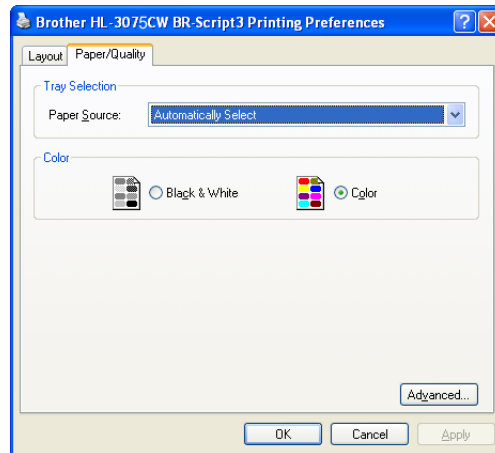 Brother HL-3075CW BR-Script3 Printing Preferences
Layout
Paper/Quality
Tray Selection
Paper Source:
Automatically Select
Color
Black & White
Color
Advanced...
OK
Cancel
Apply